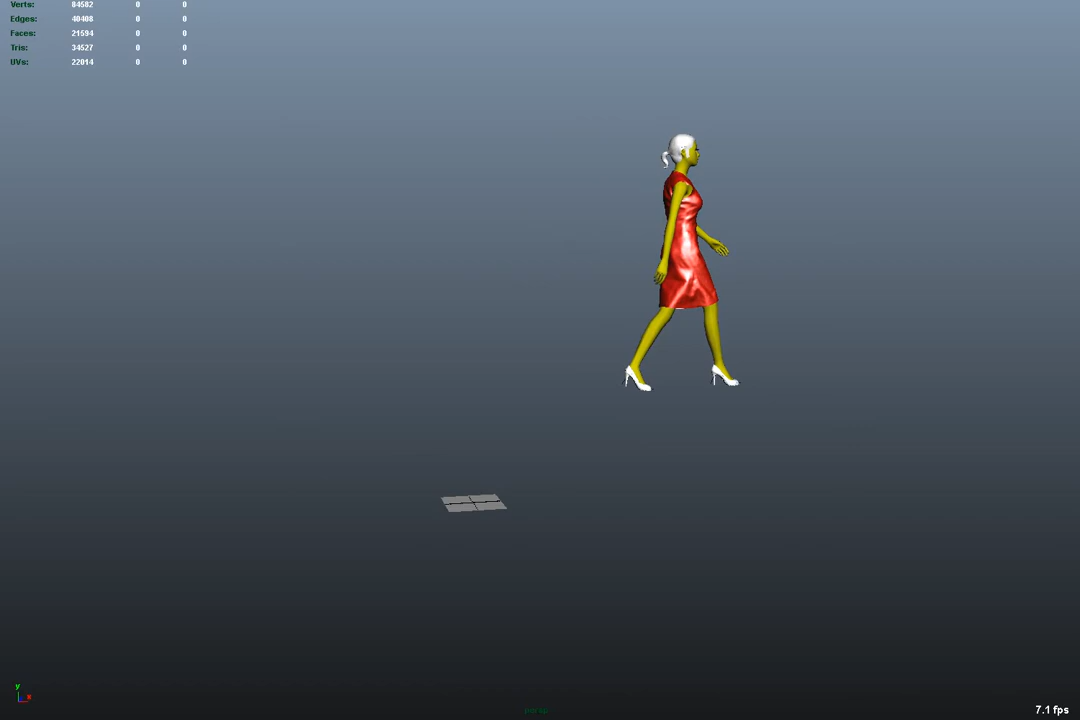 Verts: 84582 0 0
Edges: 40408 0 0
Faces: 21594 0 0
Tris: 34527 0 0
UVs: 22014 0 0
y
x
persp
7.1 fps